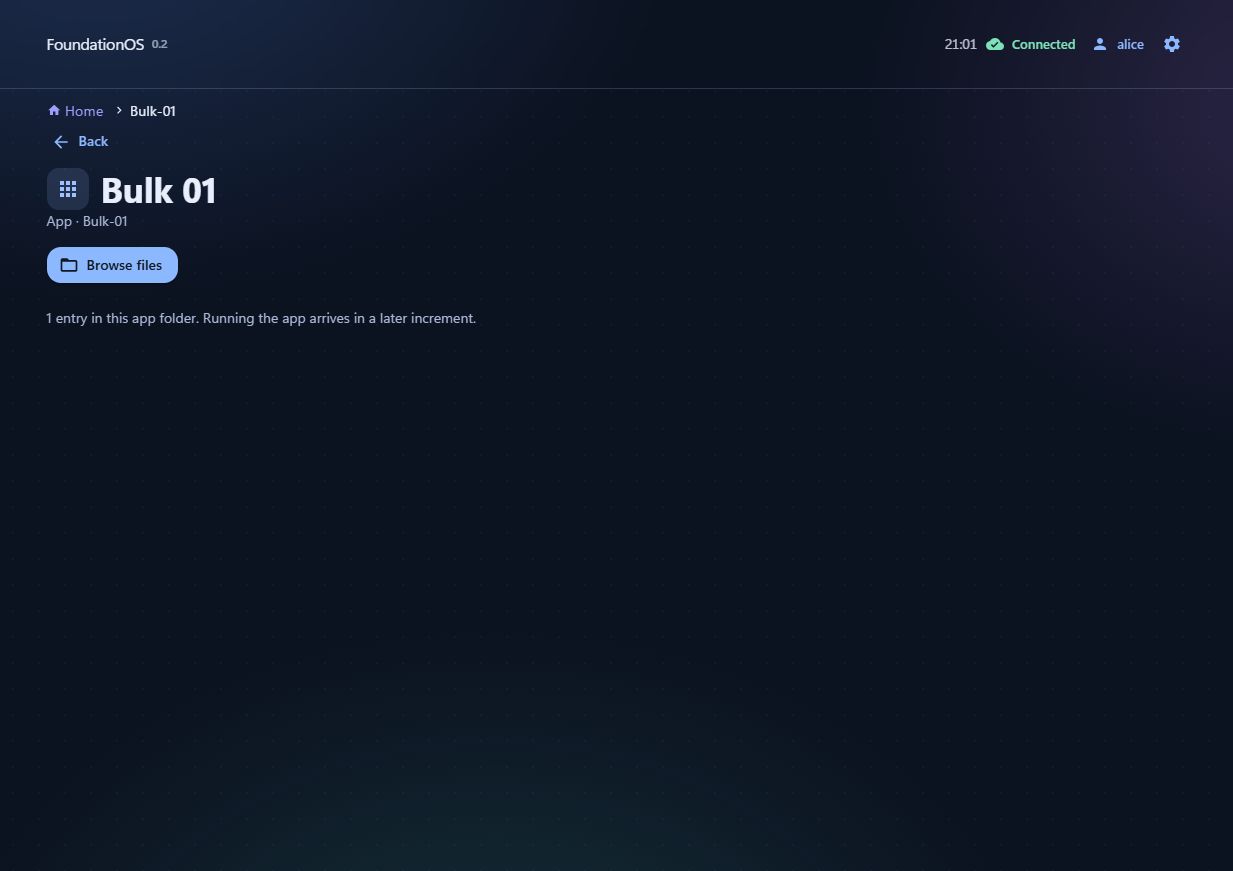 FoundationOS 0.2
21:01 Connected alice
Home › Bulk-01
Back
Bulk 01
App · Bulk-01
Browse files
1 entry in this app folder. Running the app arrives in a later increment.